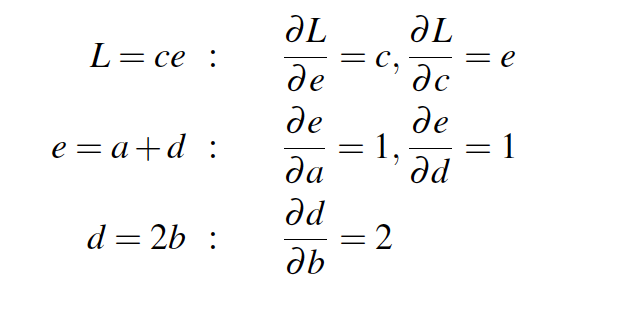 L = ce : ∂L/∂e = c, ∂L/∂c = e
e = a + d : ∂e/∂a = 1, ∂e/∂d = 1
d = 2b : ∂d/∂b = 2